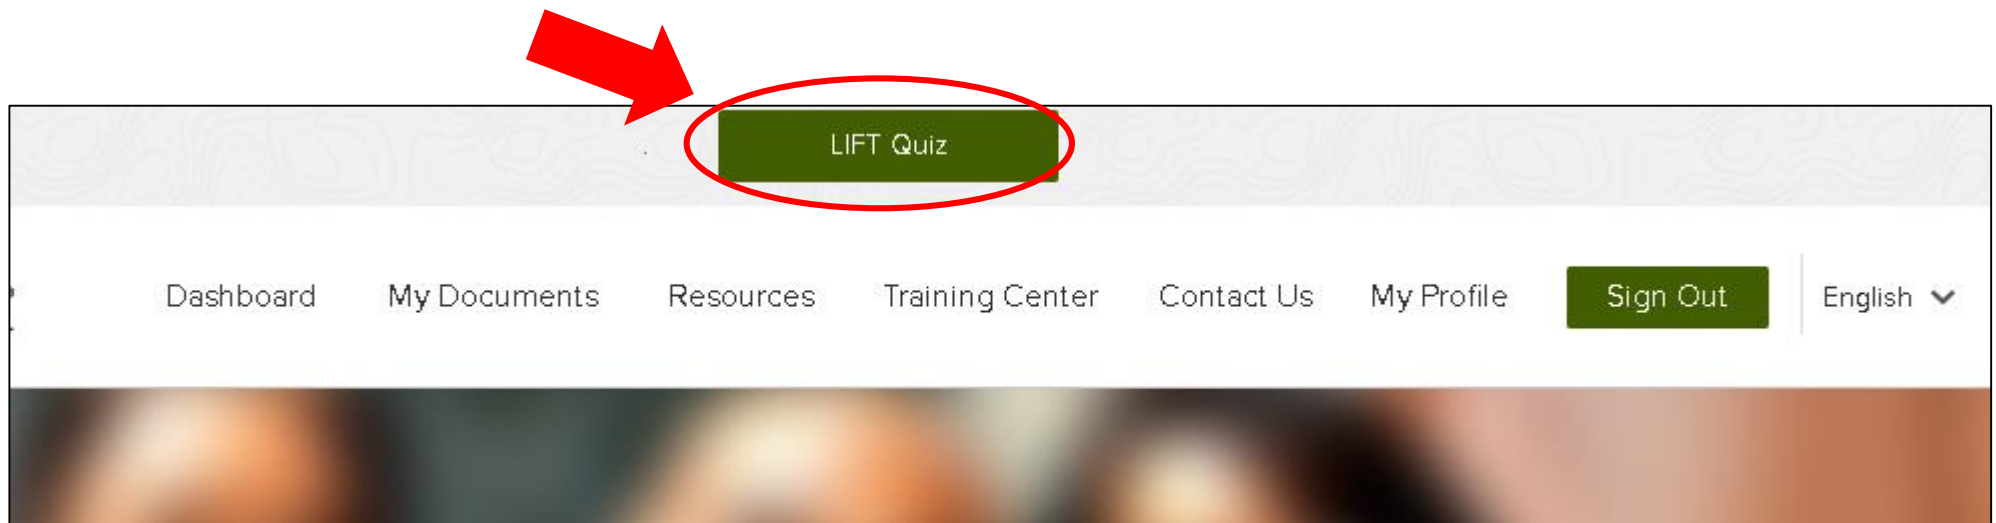 LIFT Quiz
Dashboard My Documents Resources Training Center Contact Us My Profile Sign Out English